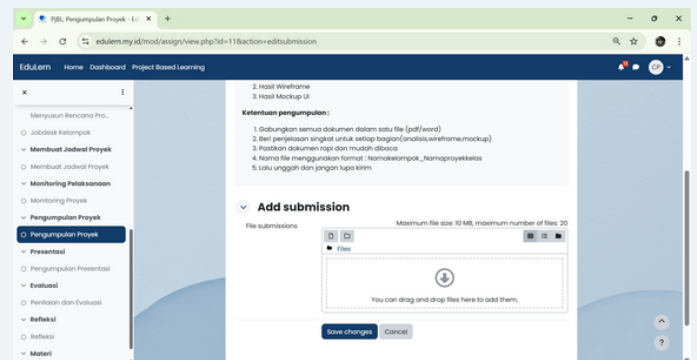 PjBL: Pengumpulan Proyek - Ed
edulern.my.id/mod/assign/view.php?id=11&action=editsubmission
EduLern Home Dashboard Project Based Learning
CP
Menyusun Rencana Pro...
Jobdesk Kelompok
Membuat Jadwal Proyek
Membuat Jadwal Proyek
Monitoring Pelaksanaan
Monitoring Proyek
Pengumpulan Proyek
Pengumpulan Proyek
Presentasi
Pengumpulan Presentasi
Evaluasi
Penilaian dan Evaluasi
Refleksi
Refleksi
Materi
2. Hasil Wireframe
3. Hasil Mockup UI
Ketentuan pengumpulan :
1. Gabungkan semua dokumen dalam satu file (pdf/word)
2. Beri penjelasan singkat untuk setiap bagian(analisis,wireframe,mockup)
3. Pastikan dokumen rapi dan mudah dibaca
4. Nama file menggunakan format : Namakelompok_Namaproyekkelas
5. Lalu unggah dan jangan lupa kirim
Add submission
File submissions
Maximum file size: 10 MB, maximum number of files: 20
Files
You can drag and drop files here to add them.
Save changes Cancel
?